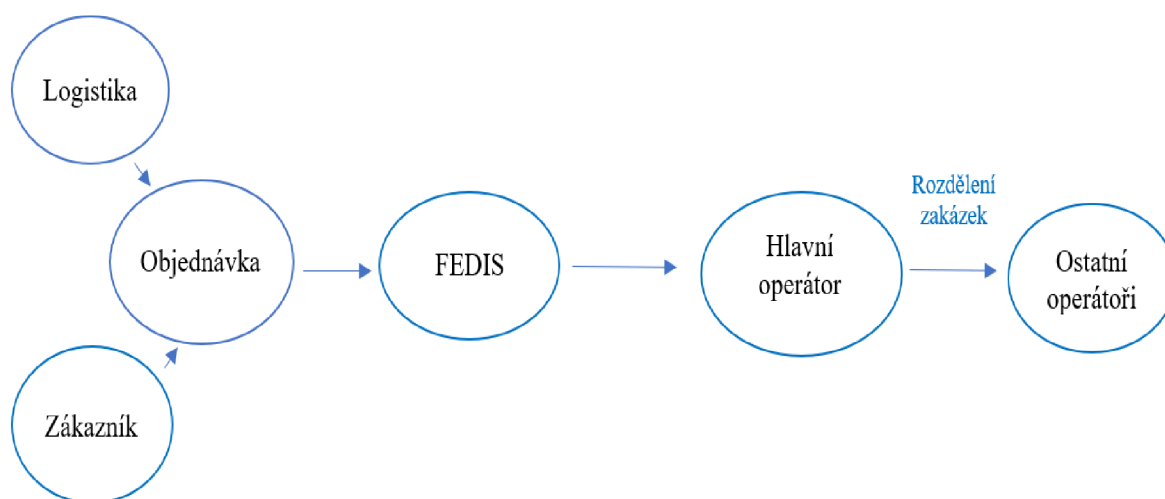 Logistika
Objednávka
Zákazník
FEDIS
Hlavní
operátor
Rozdělení
zakázek
Ostatní
operátoři